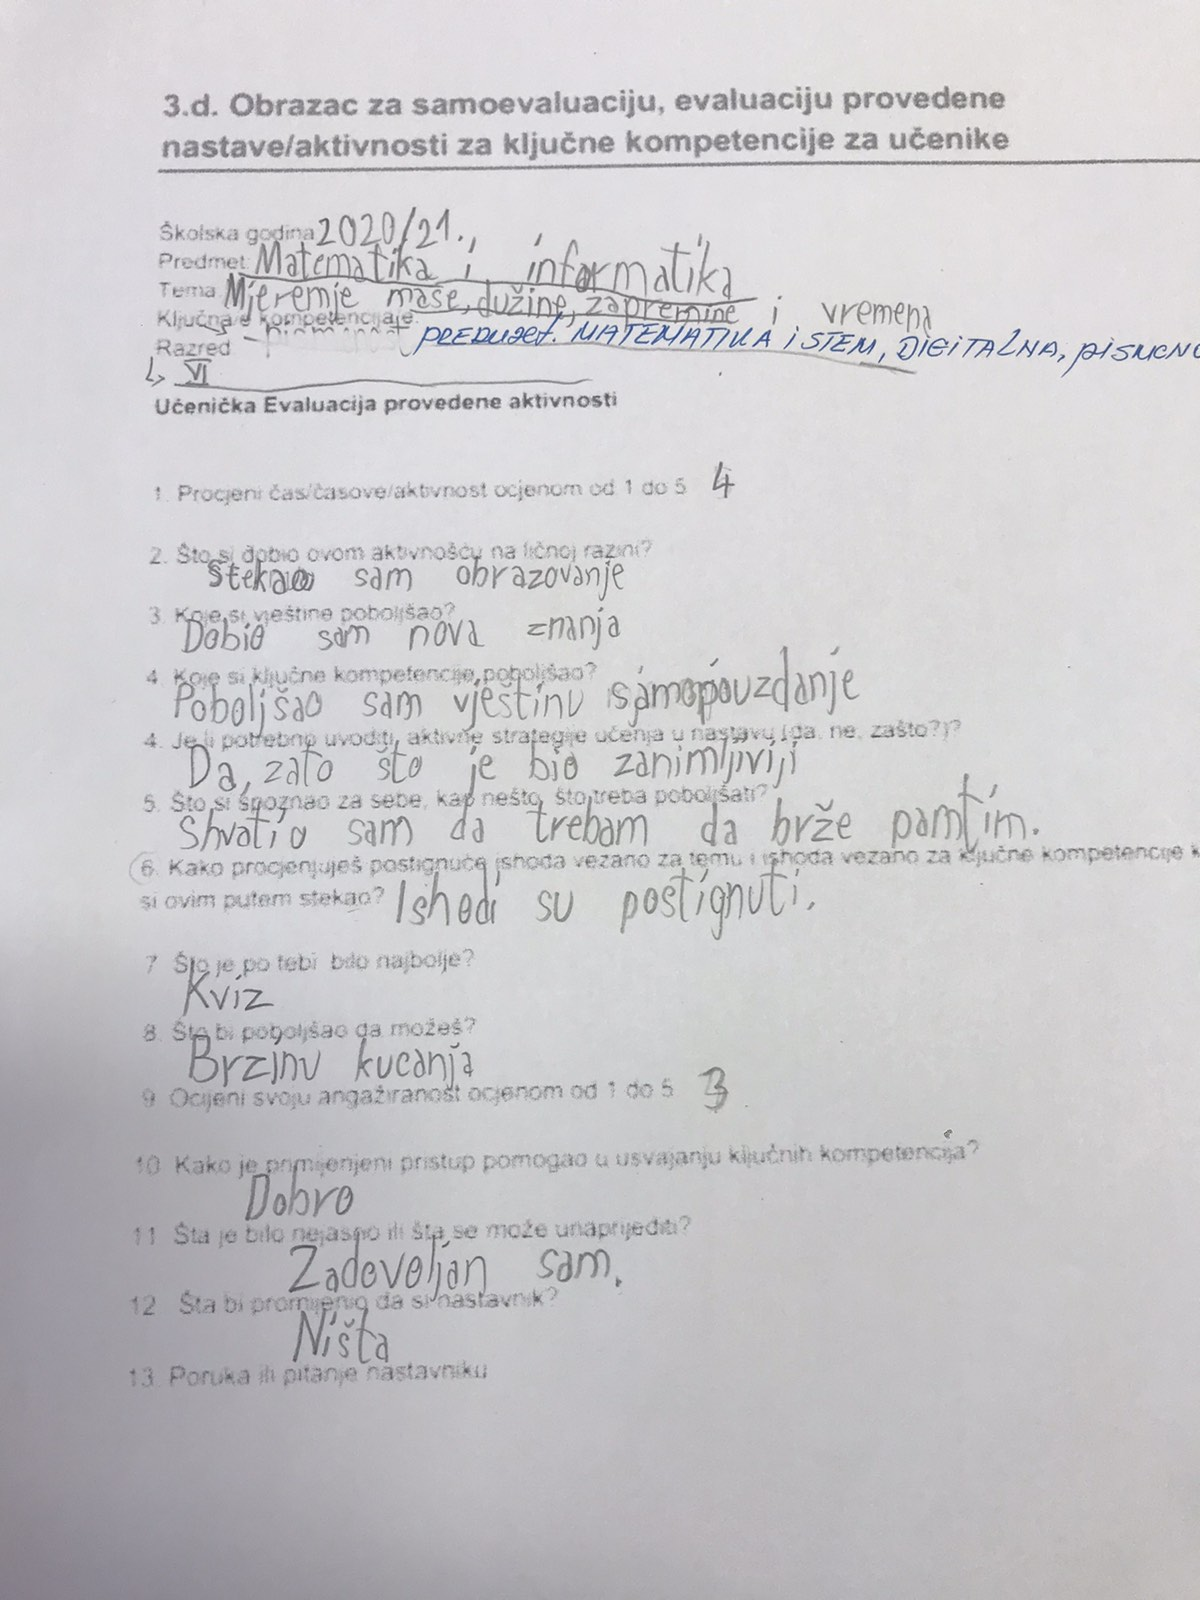 3.d. Obrazac za samoevaluaciju, evaluaciju provedene
nastave/aktivnosti za ključne kompetencije za učenike
Školska godina 2020/21.,
Predmet Matematika i informatika
Tema Mjeremje mase, dužine, zapremine i vremena
Ključna/e kompetencija/e:
PREDUZET. MATEMATIKA i STEM, DIGITALNA, PISMENO
Razred
VI
Učenička Evaluacija provedene aktivnosti
1. Procjeni čas/časove/aktivnost ocjenom od 1 do 5 4
2. Što si dobio ovom aktivnošću na ličnoj razini?
Stekao sam obrazovanje
3. Koje si vještine poboljšao?
Dobio sam nova znanja
4. Koje si ključne kompetencije poboljšao?
Poboljšao sam vještinu samopouzdanje
4. Je li potrebno uvoditi aktivne strategije učenja u nastavu (da, ne, zašto?)?
Da, zato što je bio zanimljiviji
5. Što si spoznao za sebe, kao nešto, što treba poboljšati?
Shvatio sam da trebam da brže pamtim.
6. Kako procjenjuješ postignuće ishoda vezano za temu i ishoda vezano za ključne kompetencije k
si ovim putem stekao? Ishodi su postignuti.
7 Što je po tebi bilo najbolje?
Kviz
8. Što bi poboljšao da možeš?
Brzinu kucanja
9 Ocijeni svoju angažiranost ocjenom od 1 do 5 3
10 Kako je primijenjeni pristup pomogao u usvajanju ključnih kompetencija?
Dobro
11 Šta je bilo nejasno ili šta se može unaprijediti?
Zadovoljan sam.
12 Šta bi promijenio da si nastavnik?
Ništa
13. Poruka ili pitanje nastavniku